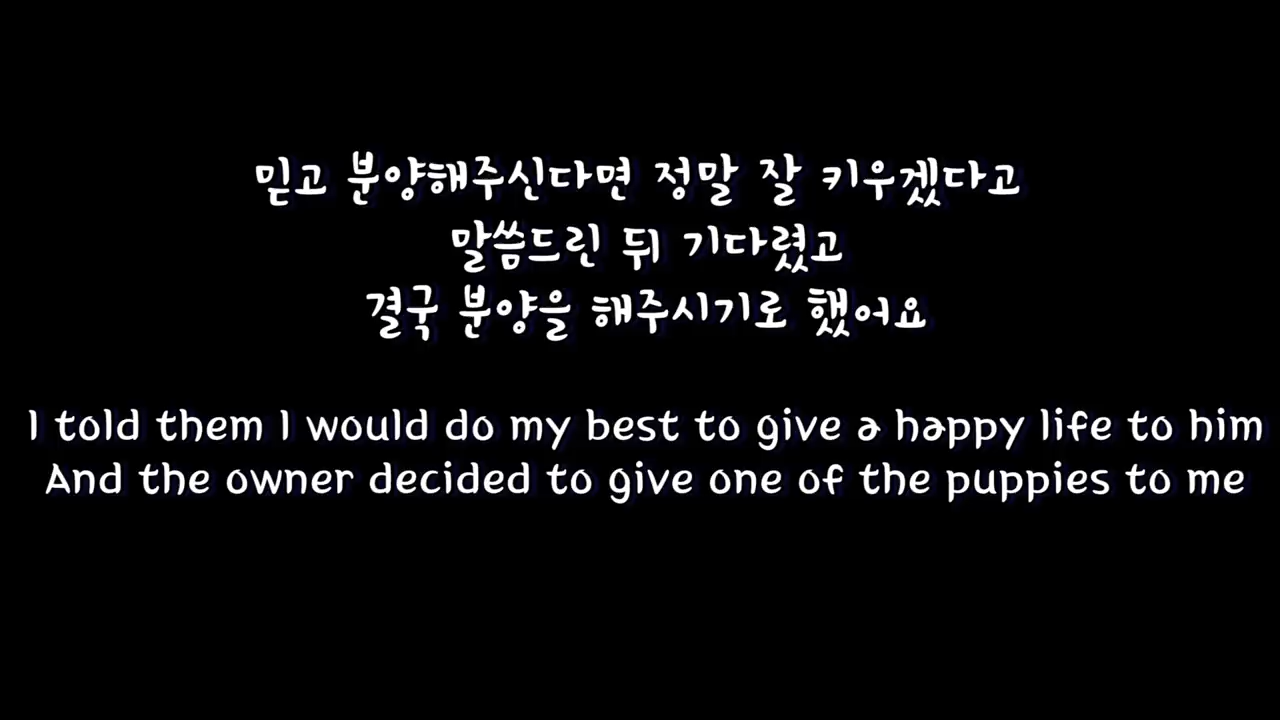 믿고 분양해주신다면 정말 잘 키우겠다고
말씀드린 뒤 기다렸고
결국 분양을 해주시기로 했어요
I told them I would do my best to give a happy life to him
And the owner decided to give one of the puppies to me